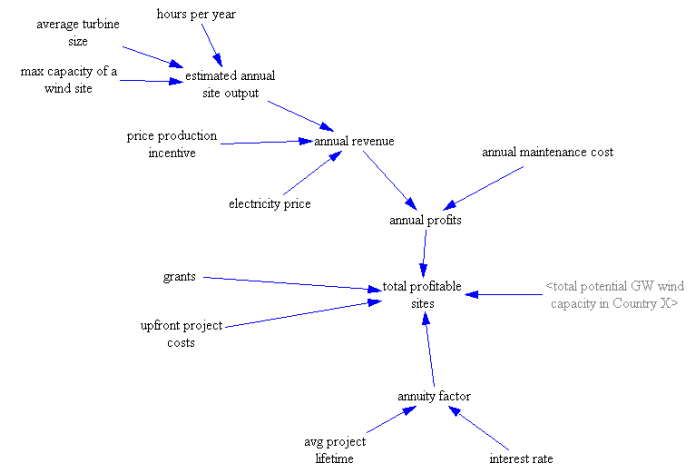 hours per year
average turbine
size
max capacity of a
wind site
estimated annual
site output
price production
incentive
annual revenue
annual maintenance cost
electricity price
annual profits
grants
total profitable
sites
<total potential GW wind
capacity in Country X>
upfront project
costs
annuity factor
avg project
lifetime
interest rate